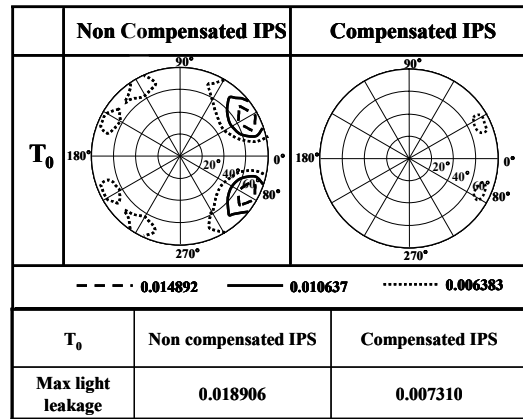 Non Compensated IPS
Compensated IPS
T0
90°
180°
0°
20°
40°
60°
80°
270°
90°
180°
0°
20°
40°
60°
80°
270°
0.014892
0.010637
0.006383
T0
Non compensated IPS
Compensated IPS
Max light
leakage
0.018906
0.007310